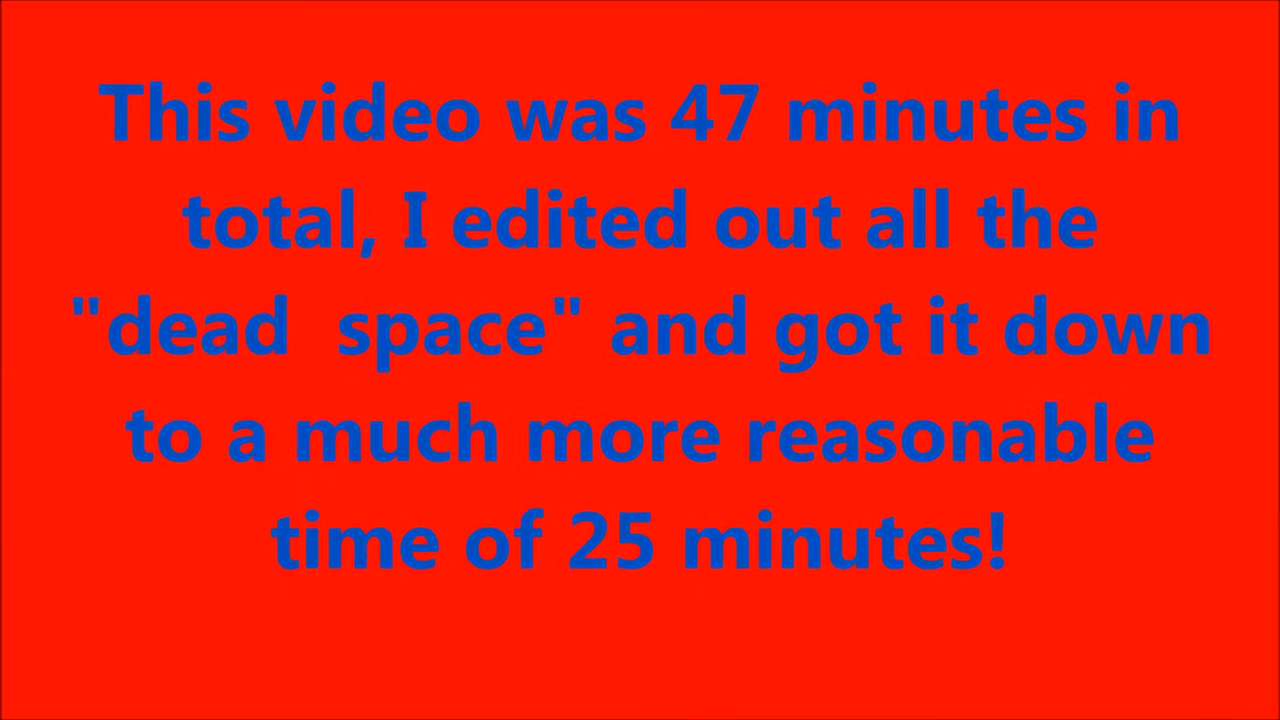 This video was 47 minutes in
total, I edited out all the
"dead  space" and got it down
to a much more reasonable
time of 25 minutes!